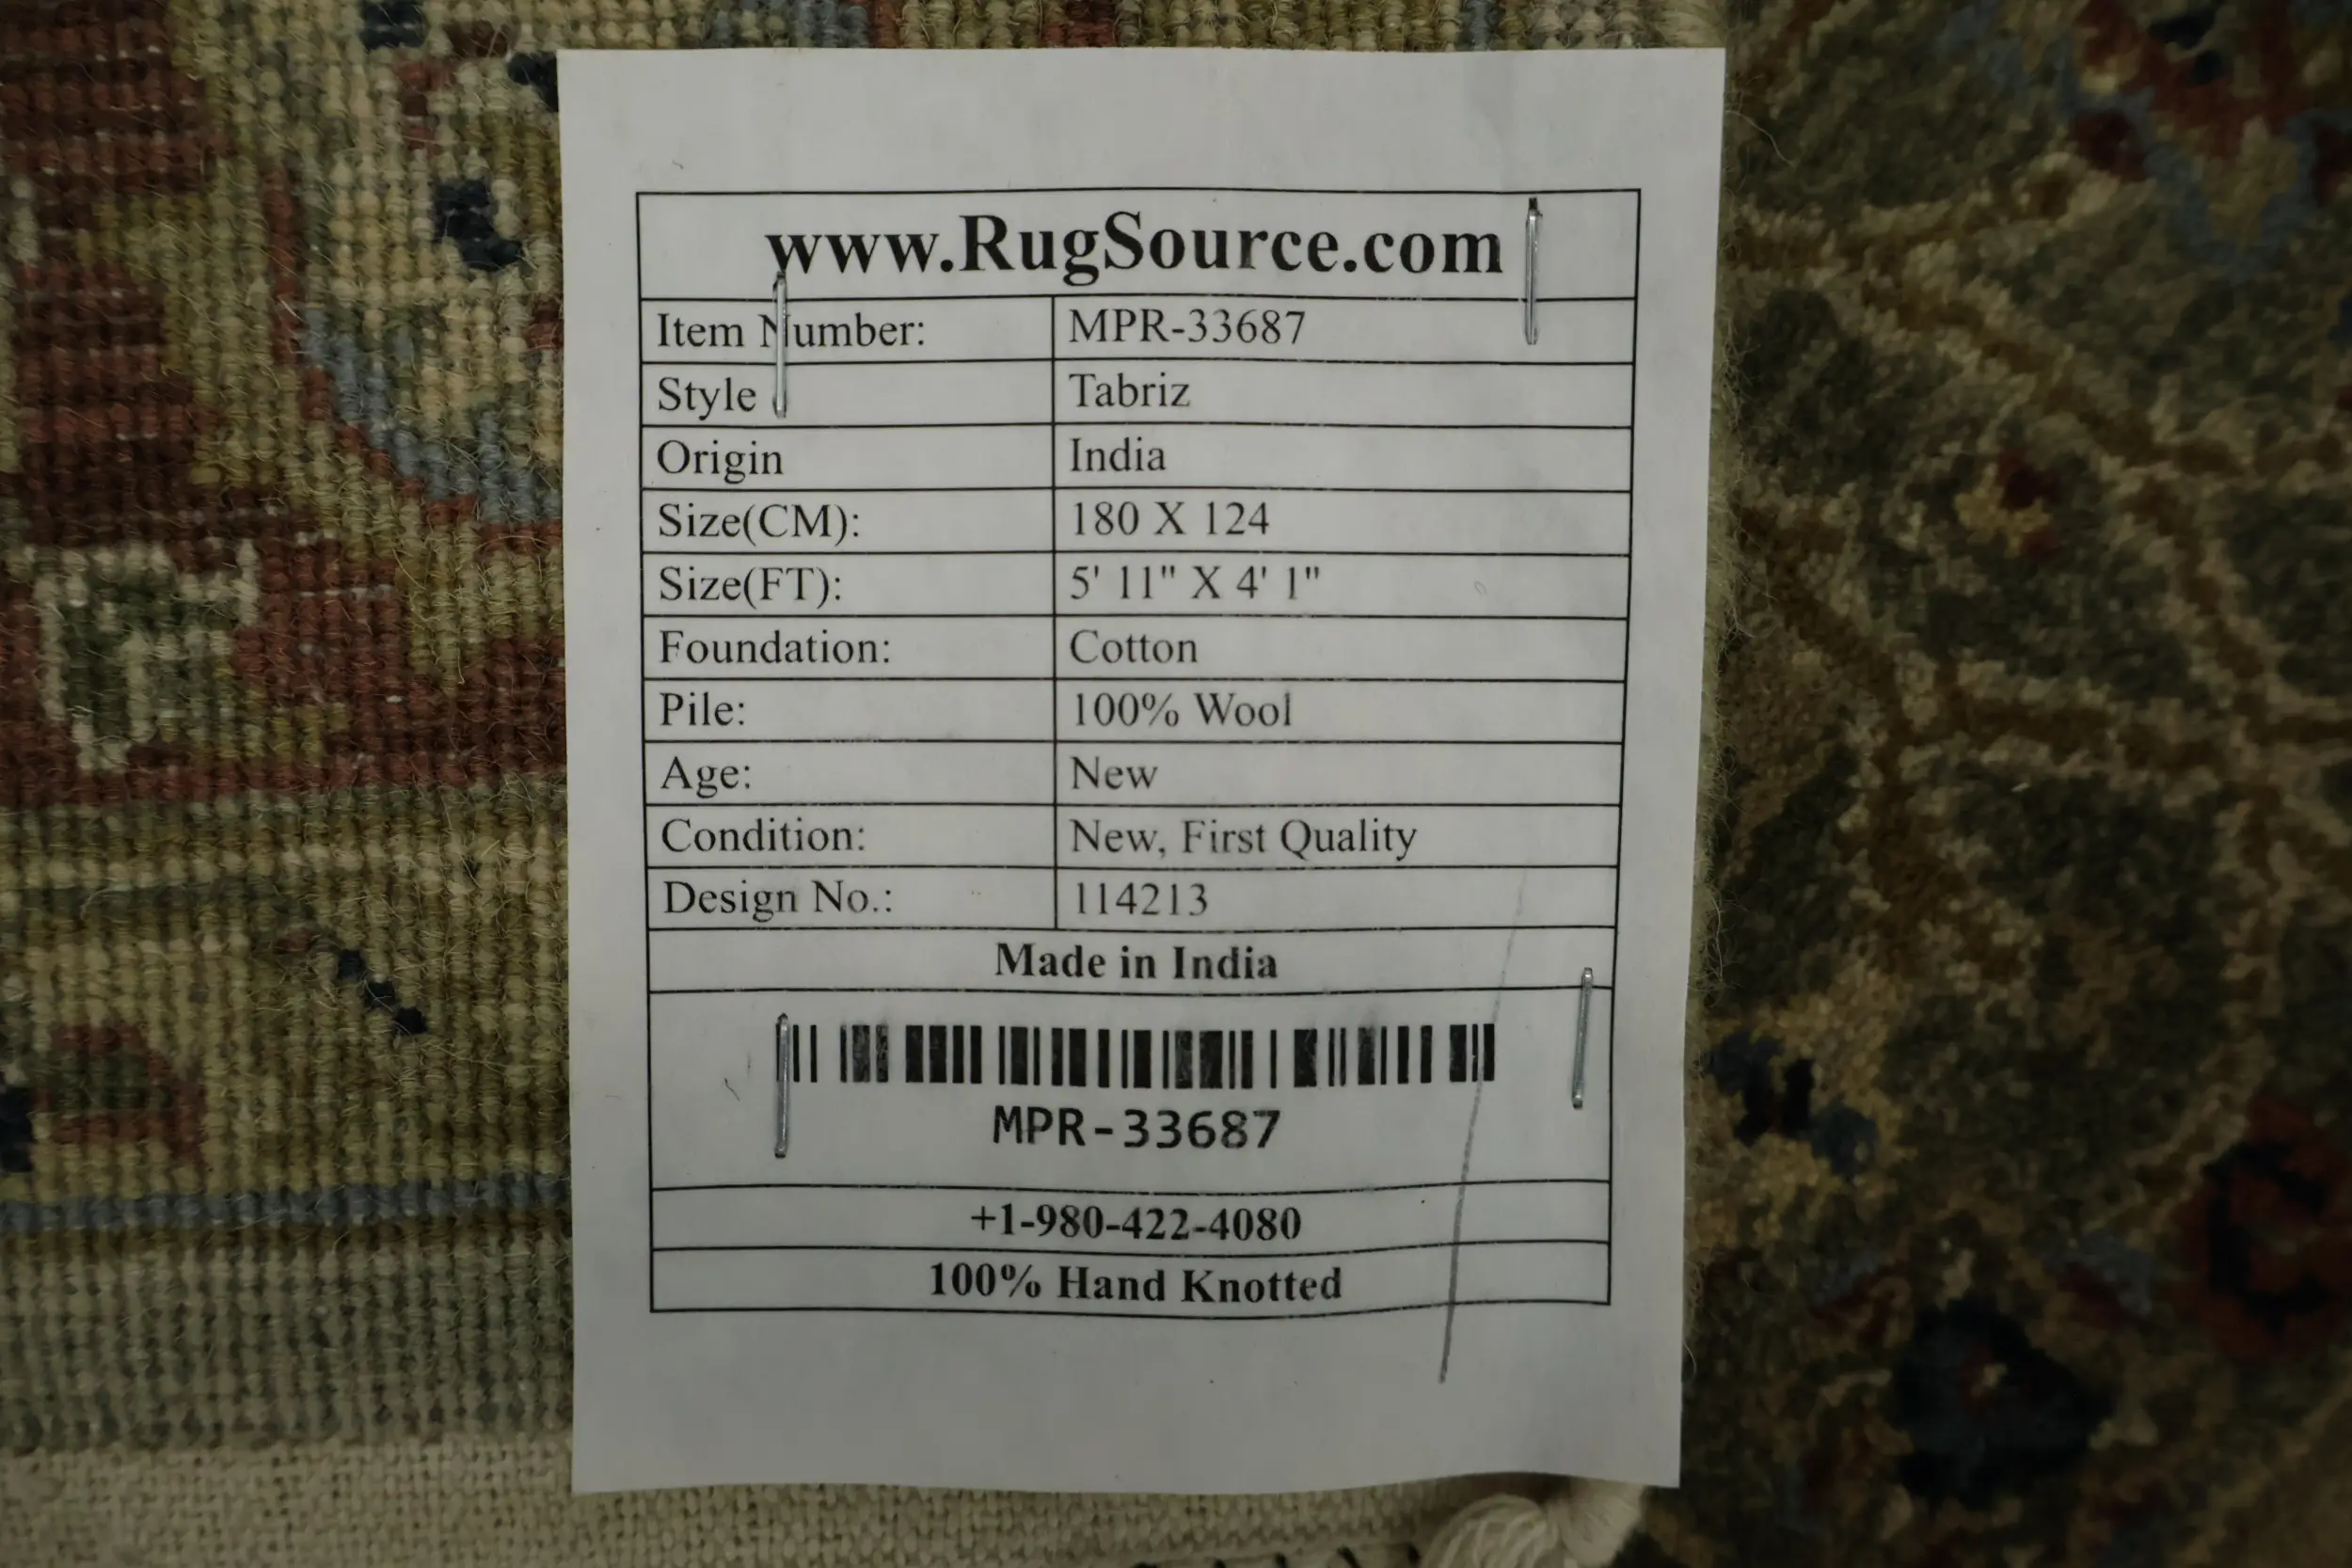 www.RugSource.com
Item Number: MPR-33687
Style Tabriz
Origin India
Size(CM): 180 X 124
Size(FT): 5' 11" X 4' 1"
Foundation: Cotton
Pile: 100% Wool
Age: New
Condition: New, First Quality
Design No.: 114213
Made in India
MPR-33687
+1-980-422-4080
100% Hand Knotted